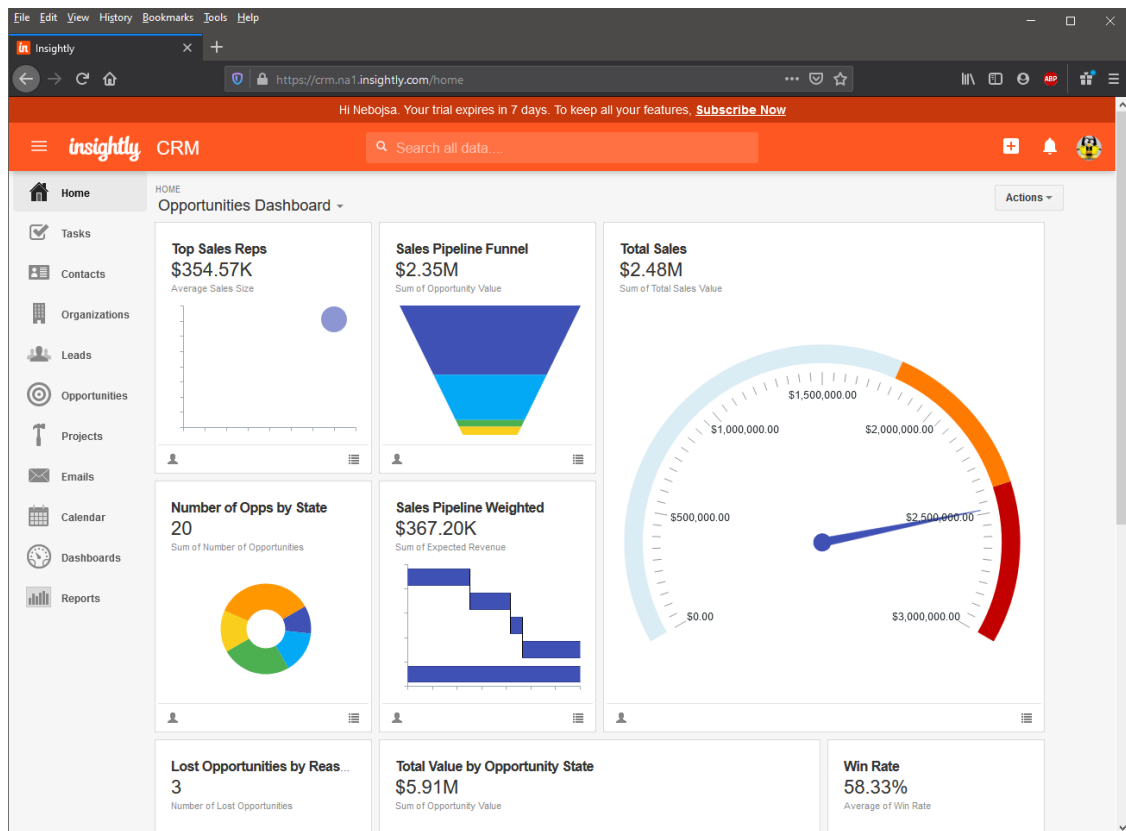 File Edit View History Bookmarks Tools Help
in Insightly
https://crm.na1.insightly.com/home
ABP
Hi Nebojsa. Your trial expires in 7 days. To keep all your features, Subscribe Now
insightly CRM
Search all data....
Home
Tasks
Contacts
Organizations
Leads
Opportunities
Projects
Emails
Calendar
Dashboards
Reports
HOME
Opportunities Dashboard
Actions
Top Sales Reps
$354.57K
Average Sales Size
Sales Pipeline Funnel
$2.35M
Sum of Opportunity Value
Total Sales
$2.48M
Sum of Total Sales Value
$0.00
$500,000.00
$1,000,000.00
$1,500,000.00
$2,000,000.00
$2,500,000.00
$3,000,000.00
Number of Opps by State
20
Sum of Number of Opportunities
Sales Pipeline Weighted
$367.20K
Sum of Expected Revenue
Lost Opportunities by Reas...
3
Number of Lost Opportunities
Total Value by Opportunity State
$5.91M
Sum of Opportunity Value
Win Rate
58.33%
Average of Win Rate